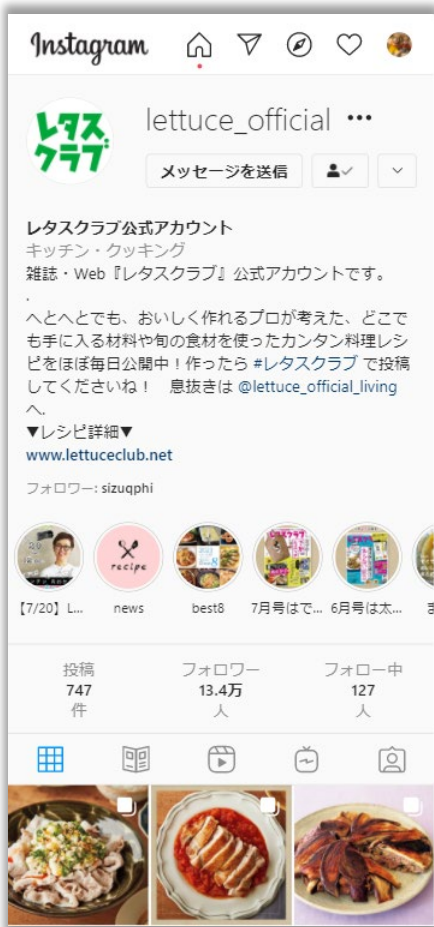 Instagram
レタス
クラブ
lettuce_official •••
メッセージを送信
レタスクラブ公式アカウント
キッチン・クッキング
雑誌・Web『レタスクラブ』公式アカウントです。
.
へとへとでも、おいしく作れるプロが考えた、どこで
も手に入る材料や旬の食材を使ったカンタン料理レシ
ピをほぼ毎日公開中！作ったら #レタスクラブ で投稿
してくださいね！　息抜きは @lettuce_official_living
へ.
▼レシピ詳細▼
www.lettuceclub.net
フォロワー: sizuqphi
recipe
【7/20】L... news best8 7月号はで... 6月号は太... ま
投稿 フォロワー フォロー中
747 13.4万 127
件 人 人